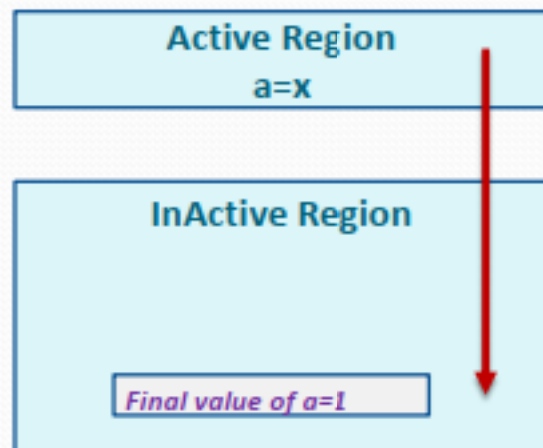 Active Region
a=x
InActive Region
Final value of a=1